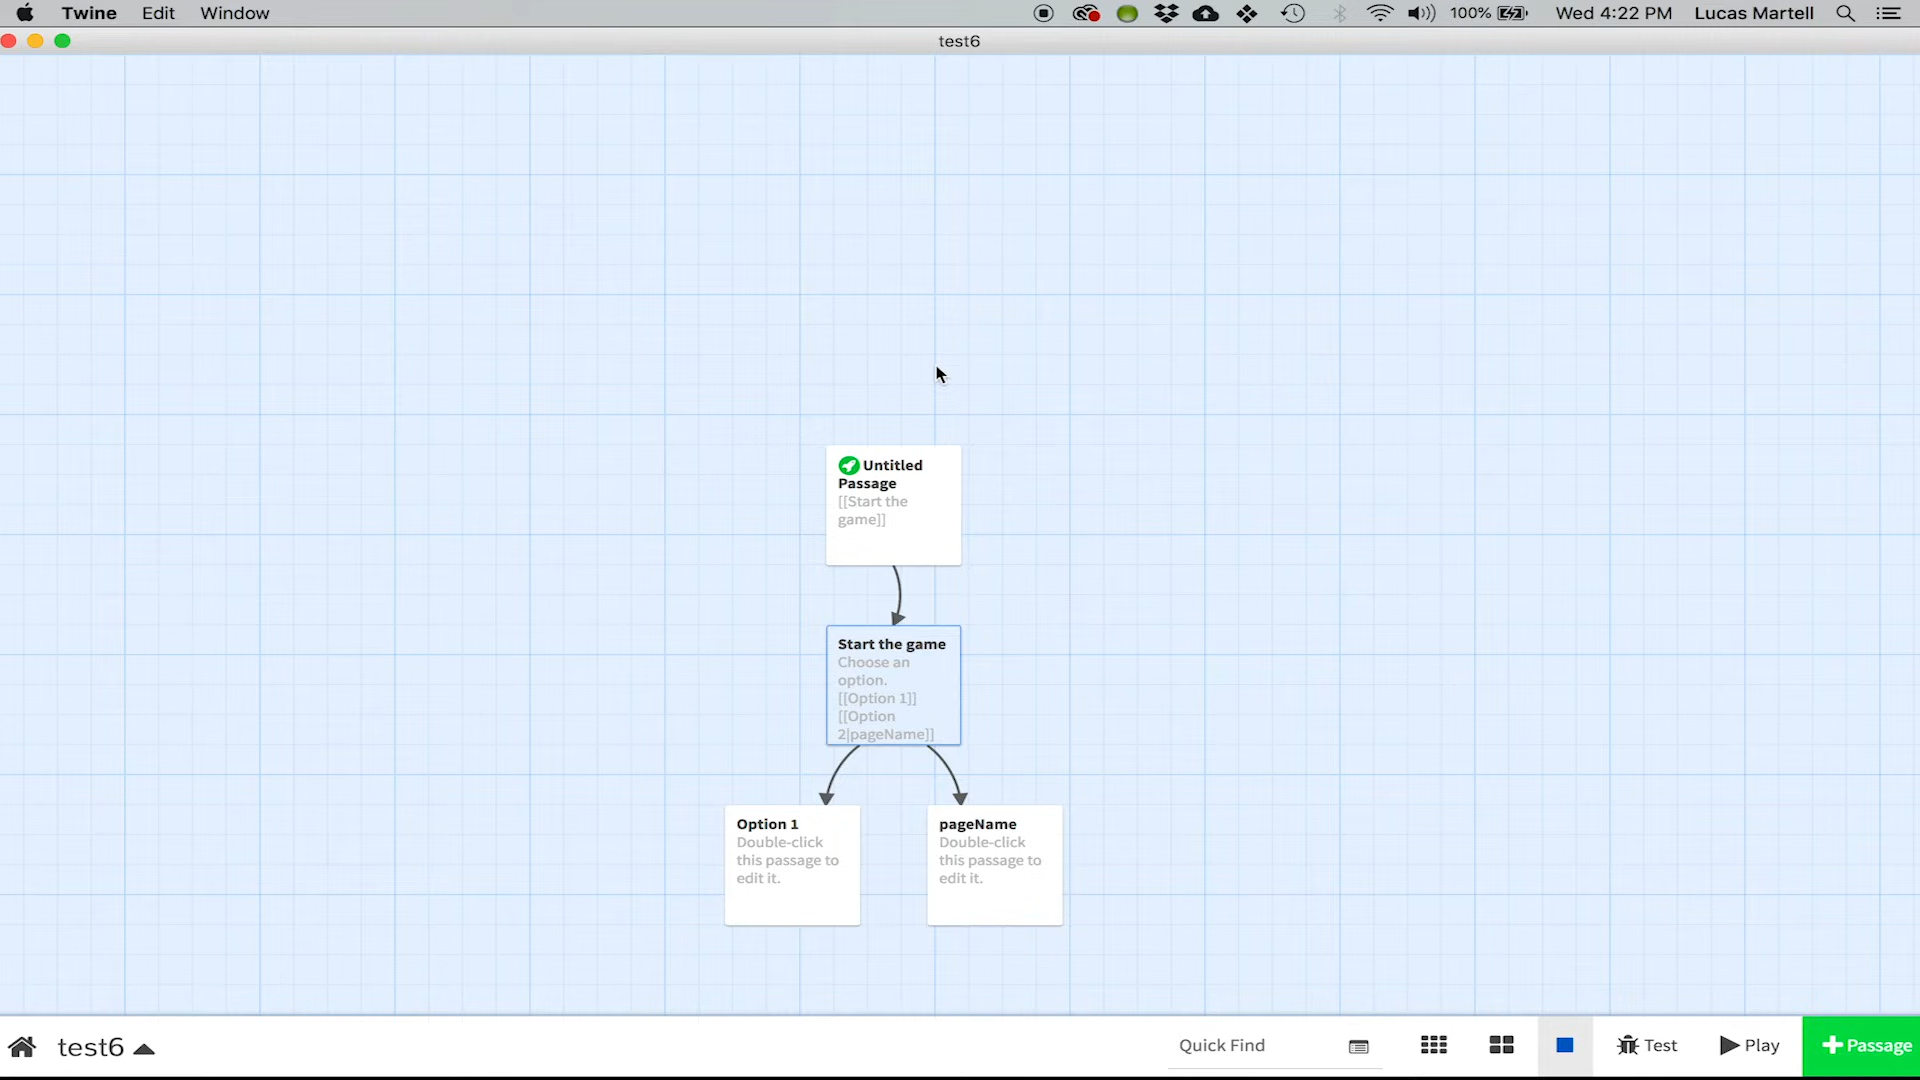 Twine Edit Window 100% Wed 4:22 PM Lucas Martell
test6
Untitled
Passage
[[Start the
game]]
Start the game
Choose an
option.
[[Option 1]]
[[Option
2|pageName]]
Option 1
Double-click
this passage to
edit it.
pageName
Double-click
this passage to
edit it.
test6 Quick Find Test Play +Passage